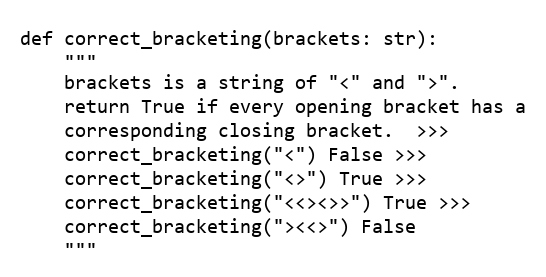 def correct_bracketing(brackets: str):
    """
    brackets is a string of "<" and ">".
    return True if every opening bracket has a
    corresponding closing bracket.  >>>
    correct_bracketing("<") False >>>
    correct_bracketing("<>") True >>>
    correct_bracketing("<<><>>") True >>>
    correct_bracketing("><<>") False
    """